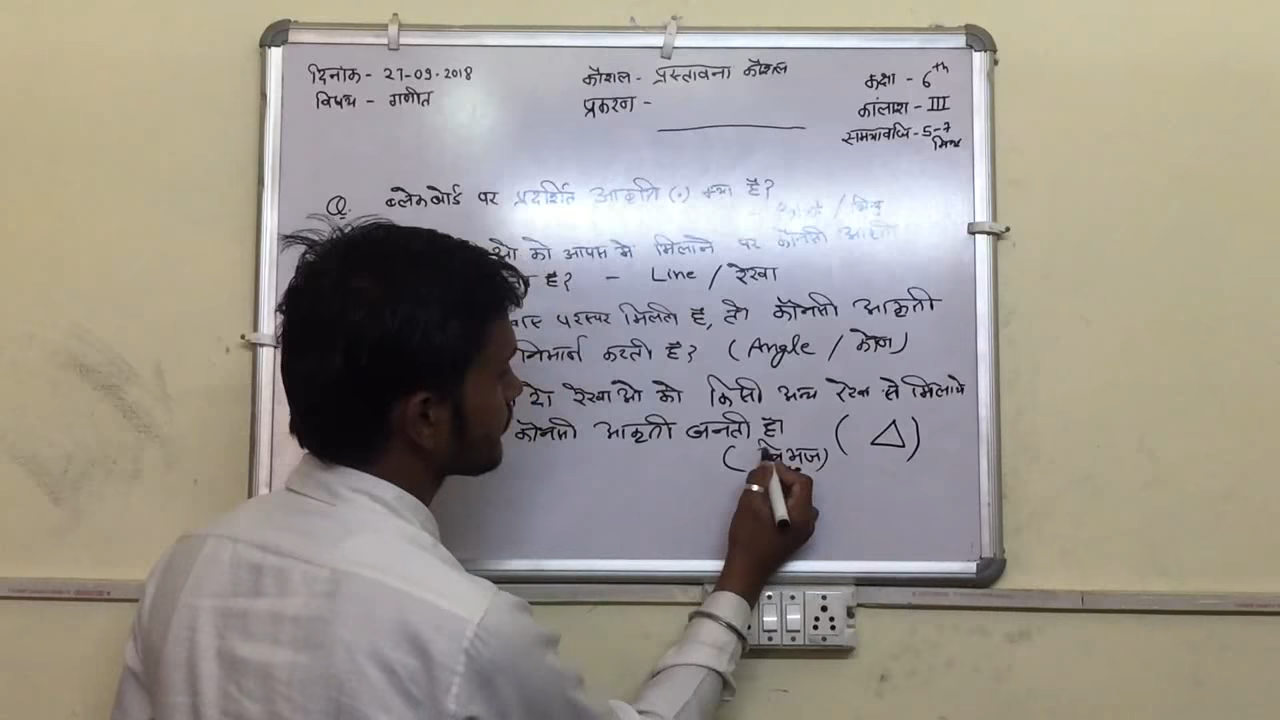 दिनांक - 27-09-2018
विषय - गणीत
कौशल - प्रस्तावना कौशल
प्रकरण -
कक्षा - 6th
कांलाश - III
समयावधि - 5-7
मिनट
Q. ब्लेकबोर्ड पर प्रदर्शित आकृति (.) क्या है?
ओ को आपस मे मिलाने पर कौनसी आकृती
है? - Line / रेखा
परस्पर मिलती है, तो कौनसी आकृती
निमार्ण करती है? (Angle / कोण)
दो रेखाओ को किसी अन्य रेखा से मिलाये
कौनसी आकृती बनती है। ( △ )
(त्रिभुज)